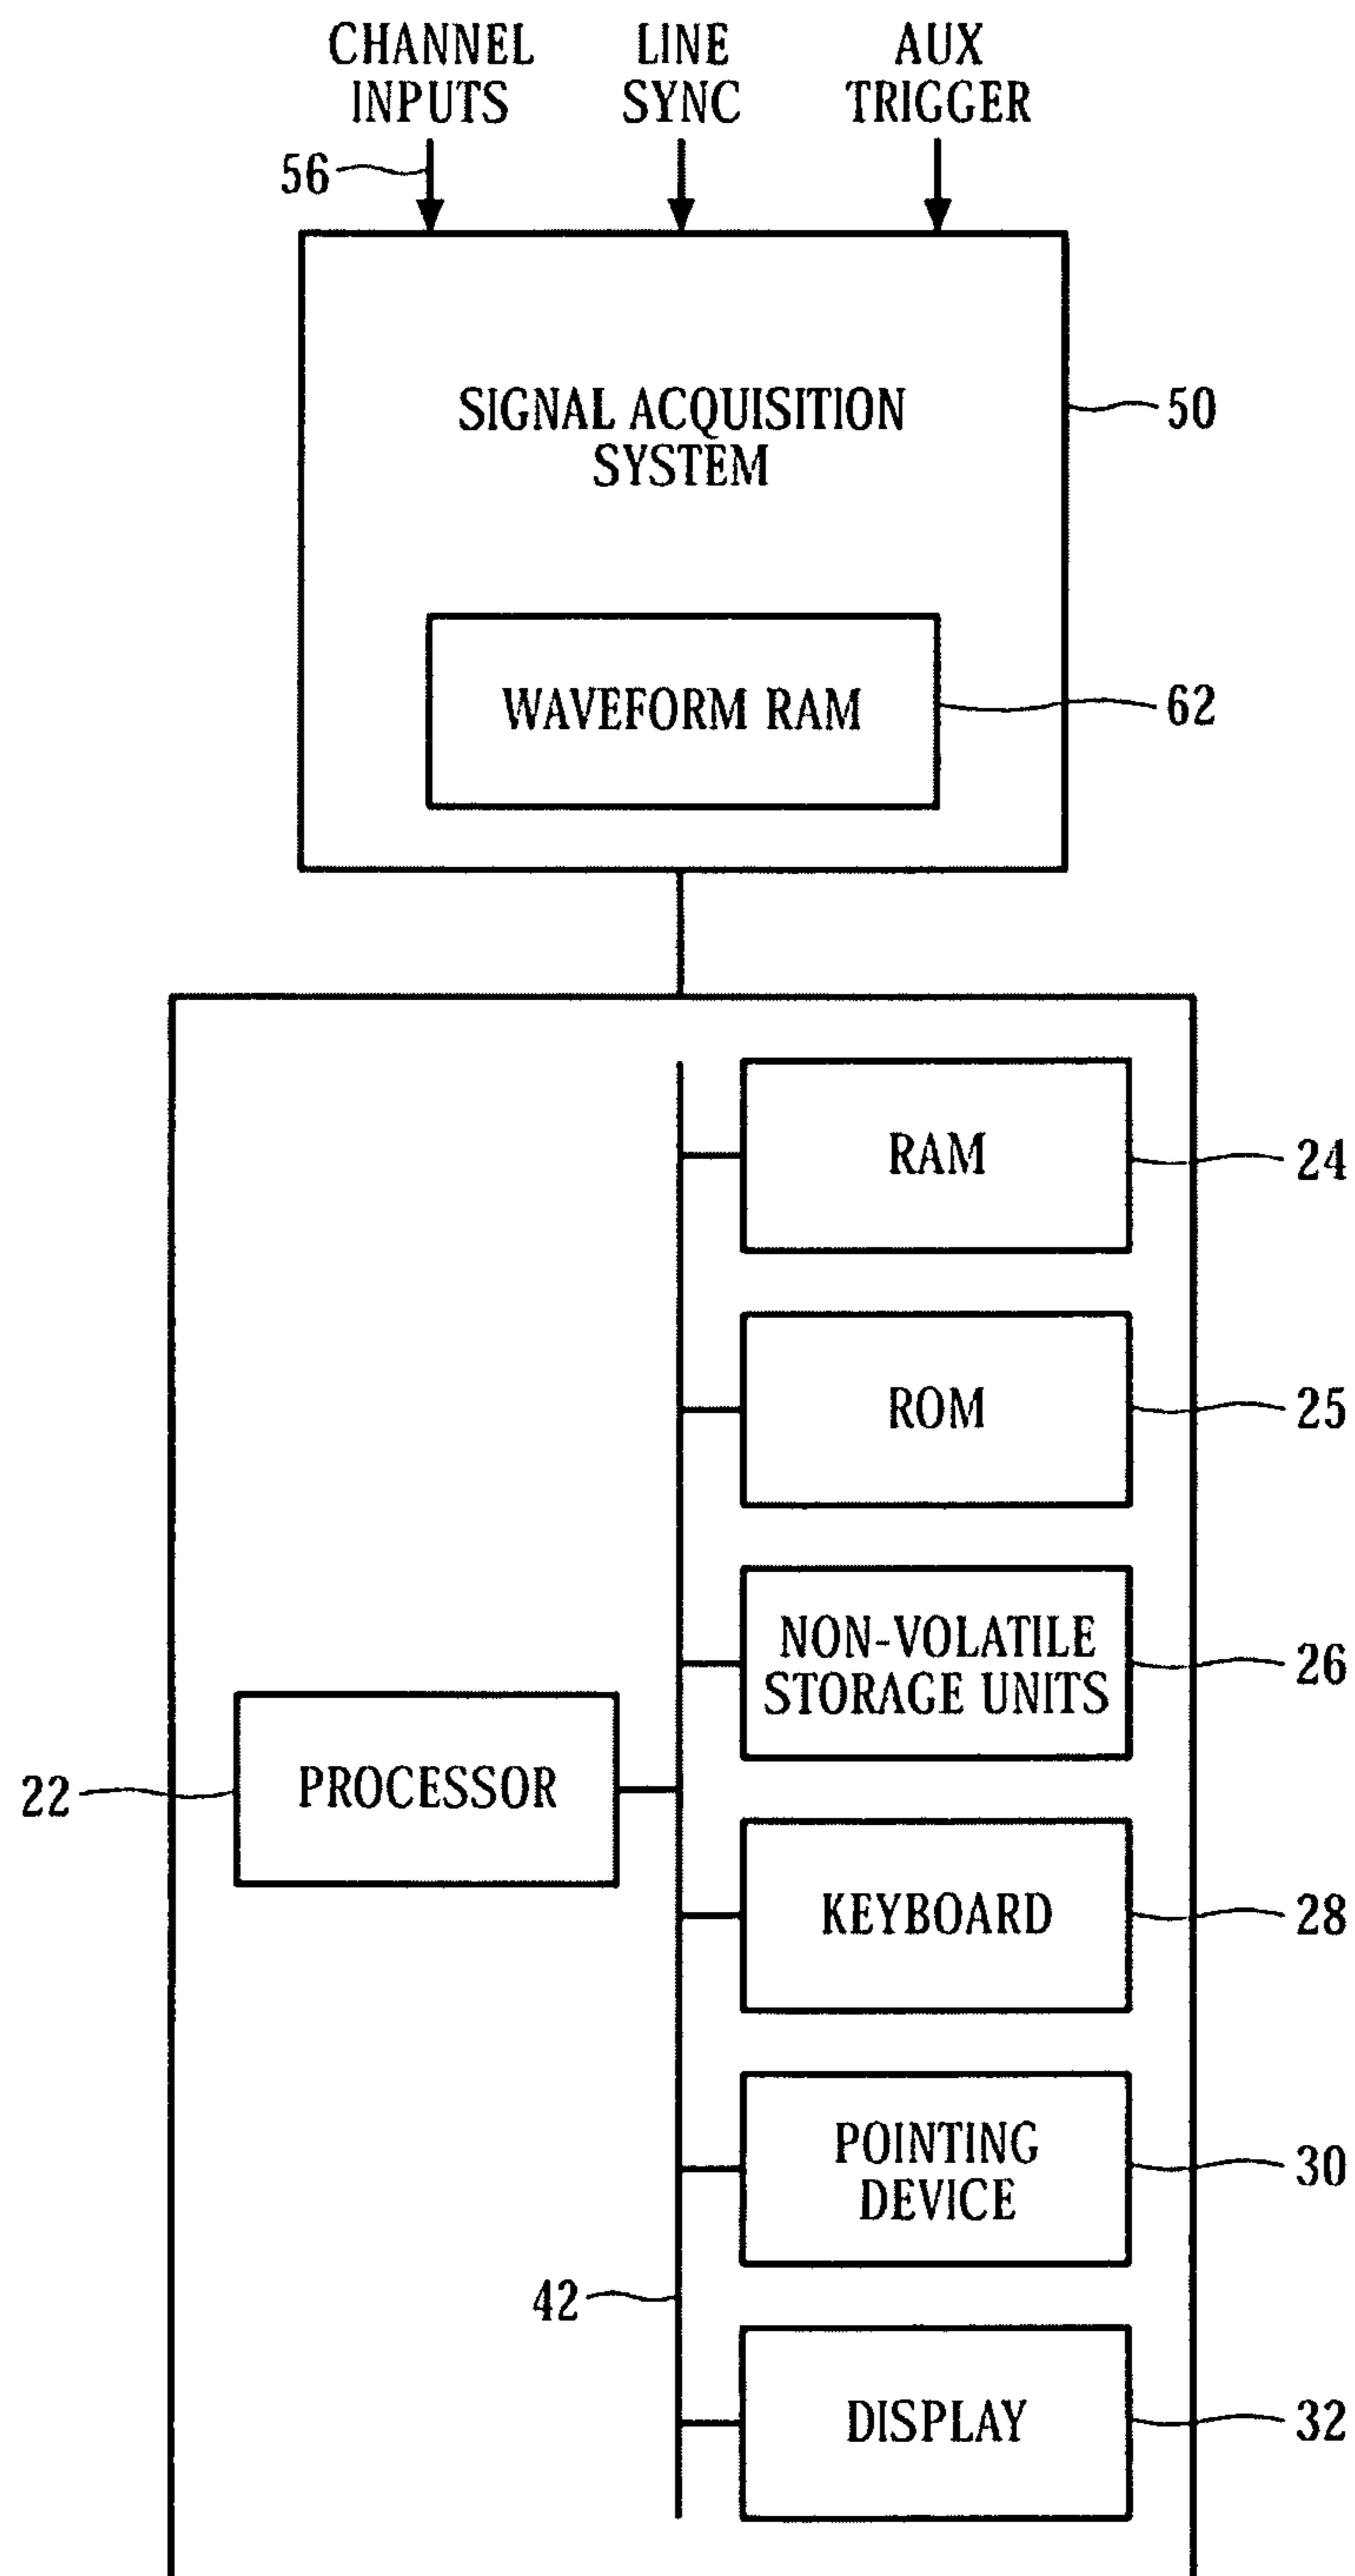 CHANNEL
INPUTS
LINE
SYNC
AUX
TRIGGER
56
SIGNAL ACQUISITION
SYSTEM
50
WAVEFORM RAM
62
RAM
24
ROM
25
NON-VOLATILE
STORAGE UNITS
26
PROCESSOR
22
KEYBOARD
28
POINTING
DEVICE
30
42
DISPLAY
32